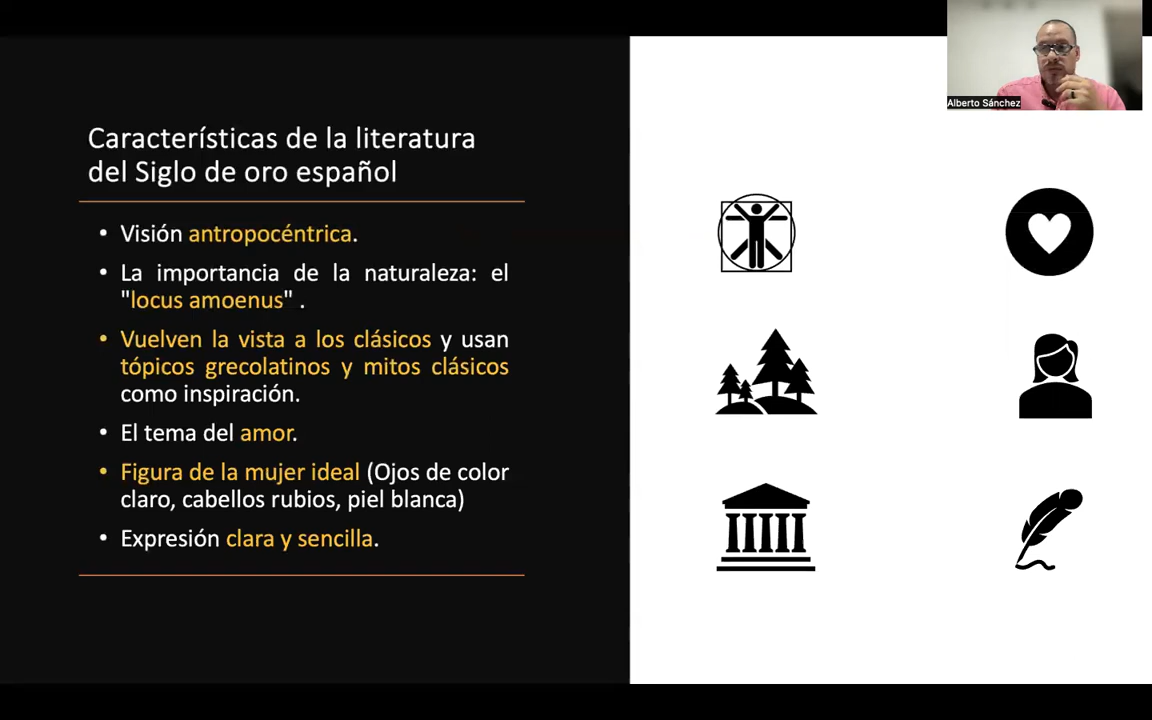 Alberto Sánchez
Características de la literatura
del Siglo de oro español
• Visión antropocéntrica.
• La importancia de la naturaleza: el
"locus amoenus" .
• Vuelven la vista a los clásicos y usan
tópicos grecolatinos y mitos clásicos
como inspiración.
• El tema del amor.
• Figura de la mujer ideal (Ojos de color
claro, cabellos rubios, piel blanca)
• Expresión clara y sencilla.